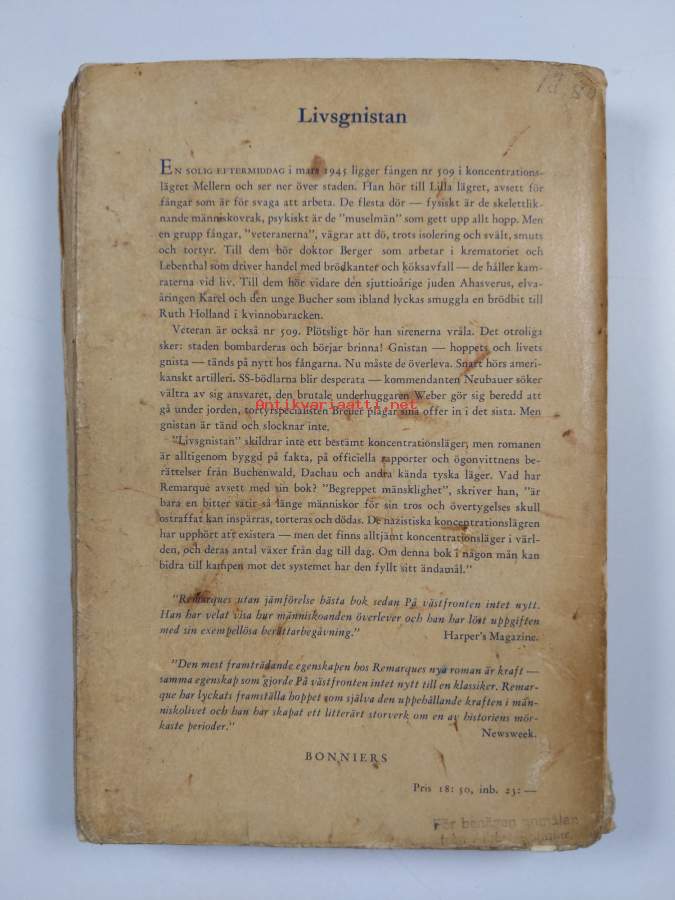 Livsgnistan
EN SOLIG EFTERMIDDAG i mars 1945 ligger fången nr 509 i koncentrations-
lägret Mellern och ser ner över staden. Han hör till Lilla lägret, avsett för
fångar som är för svaga att arbeta. De flesta dör — fysiskt är de skelettlik-
nande människovrak, psykiskt är de "muselmän" som gett upp allt hopp. Men
en grupp fångar, "veteranerna", vägrar att dö, trots isolering och svält, smuts
och tortyr. Till dem hör doktor Berger som arbetar i krematoriet och
Lebenthal som driver handel med brödkanter och köksavfall — de håller kam-
raterna vid liv. Till dem hör vidare den sjuttioårige juden Ahasverus, elva-
åringen Karel och den unge Bucher som ibland lyckas smuggla en brödbit till
Ruth Holland i kvinnobaracken.
Veteran är också nr 509. Plötsligt hör han sirenerna vråla. Det otroliga
sker: staden bombarderas och börjar brinna! Gnistan — hoppets och livets
gnista — tänds på nytt hos fångarna. Nu måste de överleva. Snart hörs ameri-
kanskt artilleri. SS-bödlarna blir desperata — kommendanten Neubauer söker
vältra av sig ansvaret, den brutale underhuggaren Weber gör sig beredd att
gå under jorden, tortyrspecialisten Breuer plågar sina offer in i det sista. Men
gnistan är tänd och slocknar inte.
Antikvariaatti.net
"Livsgnistan" skildrar inte ett bestämt koncentrationsläger, men romanen
är alltigenom byggd på fakta, på officiella rapporter och ögonvittnens be-
rättelser från Buchenwald, Dachau och andra kända tyska läger. Vad har
Remarque avsett med sin bok? "Begreppet mänsklighet", skriver han, "är
bara en bitter satir så länge människor för sin tros och övertygelses skull
ostraffat kan inspärras, torteras och dödas. De nazistiska koncentrationslägren
har upphört att existera — men det finns alltjämt koncentrationsläger i värl-
den, och deras antal växer från dag till dag. Om denna bok i någon mån kan
bidra till kampen mot det systemet har den fyllt sitt ändamål."
"Remarques utan jämförelse bästa bok sedan På västfronten intet nytt.
Han har velat visa hur människoanden överlever och han har löst uppgiften
med sin exempellösa berättarbegåvning." Harper's Magazine.
"Den mest framträdande egenskapen hos Remarques nya roman är kraft —
samma egenskap som gjorde På västfronten intet nytt till en klassiker. Remar-
que har lyckats framställa hoppet som själva den uppehållande kraften i män-
niskolivet och han har skapat ett litterärt storverk om en av historiens mör-
kaste perioder."
Newsweek.
BONNIERS
Pris 18: 50, inb. 23: —
För benägen anmälan